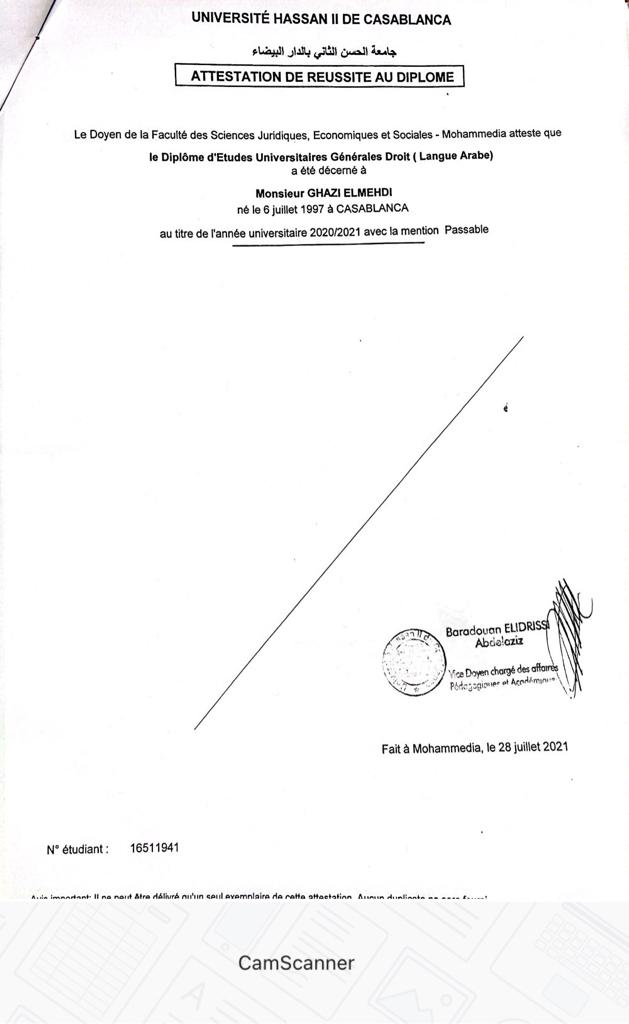 UNIVERSITÉ HASSAN II DE CASABLANCA
جامعة الحسن الثاني بالدار البيضاء
ATTESTATION DE REUSSITE AU DIPLOME
Le Doyen de la Faculté des Sciences Juridiques, Economiques et Sociales - Mohammedia atteste que
le Diplôme d'Etudes Universitaires Générales Droit ( Langue Arabe)
a été décerné à
Monsieur GHAZI ELMEHDI
né le 6 juillet 1997 à CASABLANCA
au titre de l'année universitaire 2020/2021 avec la mention Passable
Baradouan ELIDRISSI
Abdelaziz
Vice Doyen chargé des affaires
Pédagogiques et Académiques
Fait à Mohammedia, le 28 juillet 2021
N° étudiant : 16511941
Avis important: Il ne peut être délivré qu'un seul exemplaire de cette attestation. Aucun duplicata ne sera fourni
CamScanner